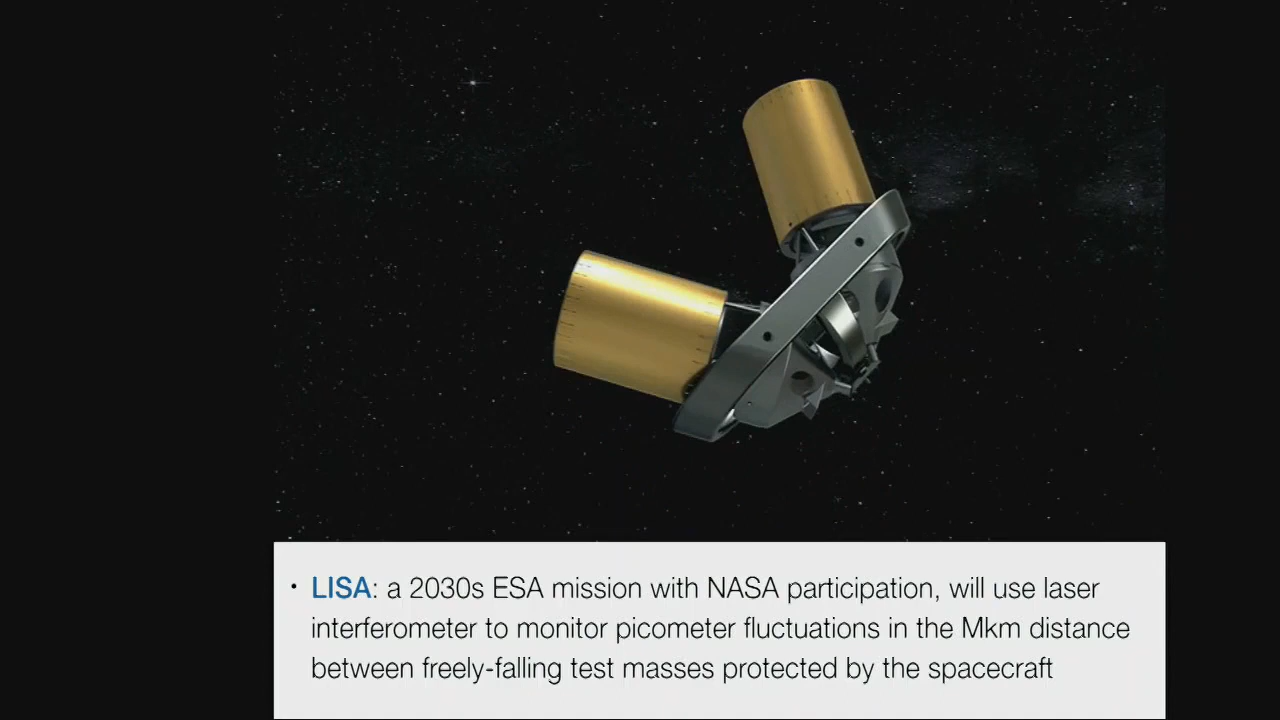 • LISA: a 2030s ESA mission with NASA participation, will use laser
interferometer to monitor picometer fluctuations in the Mkm distance
between freely-falling test masses protected by the spacecraft